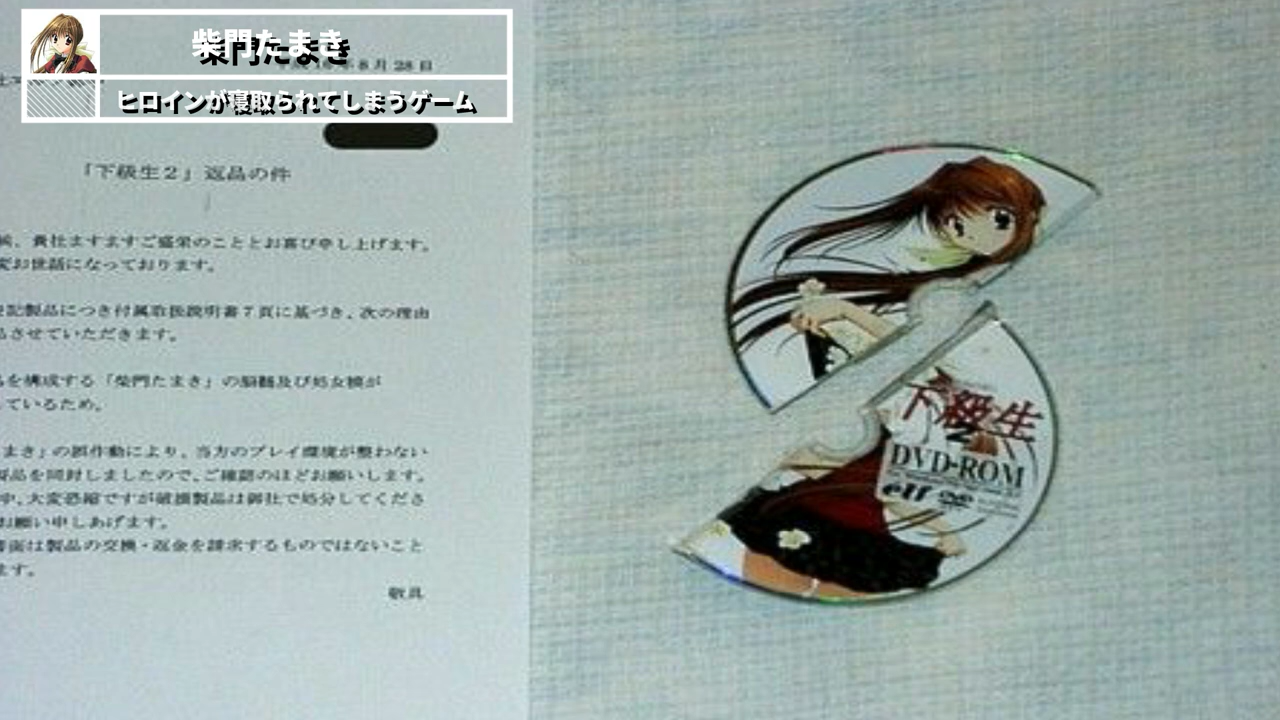 柴門たまき
ヒロインが寝取られてしまうゲーム
年8月28日
「下級生2」返品の件
貴社ますますご盛栄のこととお喜び申し上げます。
お世話になっております。
記製品につき付属取扱説明書7頁に基づき、次の理由
させていただきます。
を構成する「柴門たまき」の脳髄及び処女膜が
ているため。
まき」の誤作動により、当方のプレイ環境が整わない
製品を同封しましたので、ご確認のほどお願いします。
中、大変恐縮ですが破損製品は御社で処分してくださ
お願い申しあげます。
書面は製品の交換・返金を請求するものではないこと
ます。
敬具
下級生
2
DVD-ROM
elf
DVD